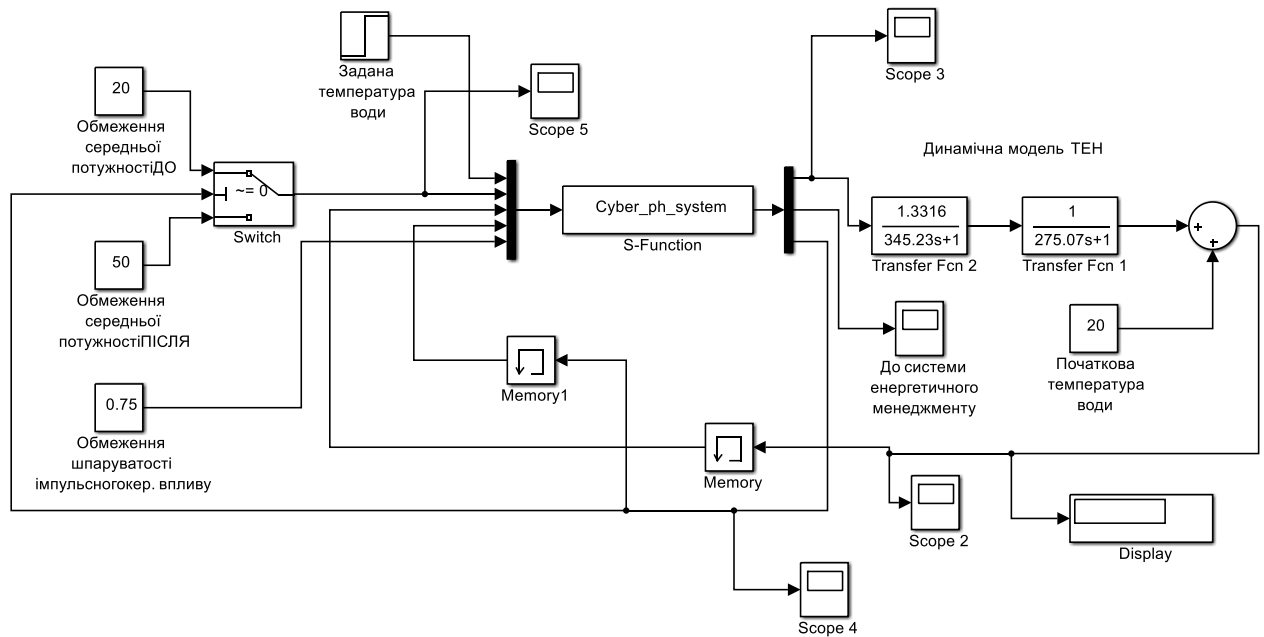 Задана
температура
води
Scope 5
Scope 3
20
Обмеження
середньої
потужностіДО
Динамічна модель ТЕН
~= 0
Switch
Cyber_ph_system
S-Function
1.3316
345.23s+1
Transfer Fcn 2
1
275.07s+1
Transfer Fcn 1
50
Обмеження
середньої
потужностіПІСЛЯ
20
Початкова
температура
води
До системи
енергетичного
менеджменту
Memory1
0.75
Обмеження
шпаруватості
імпульсногокер. впливу
Memory
Scope 2
Display
Scope 4